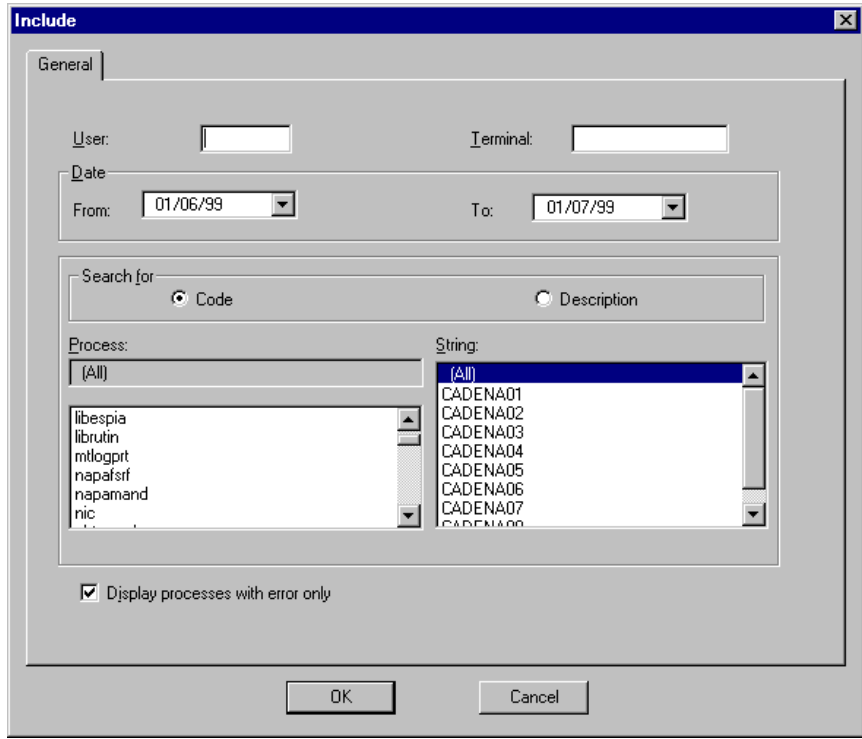 Include
General
User: Terminal:
Date
From: 01/06/99 To: 01/07/99
Search for
Code Description
Process: String:
(All) (All)
libespia
librutin
mtlogprt
napafsrf
napamand
nic
CADENA01
CADENA02
CADENA03
CADENA04
CADENA05
CADENA06
CADENA07
Display processes with error only
OK Cancel